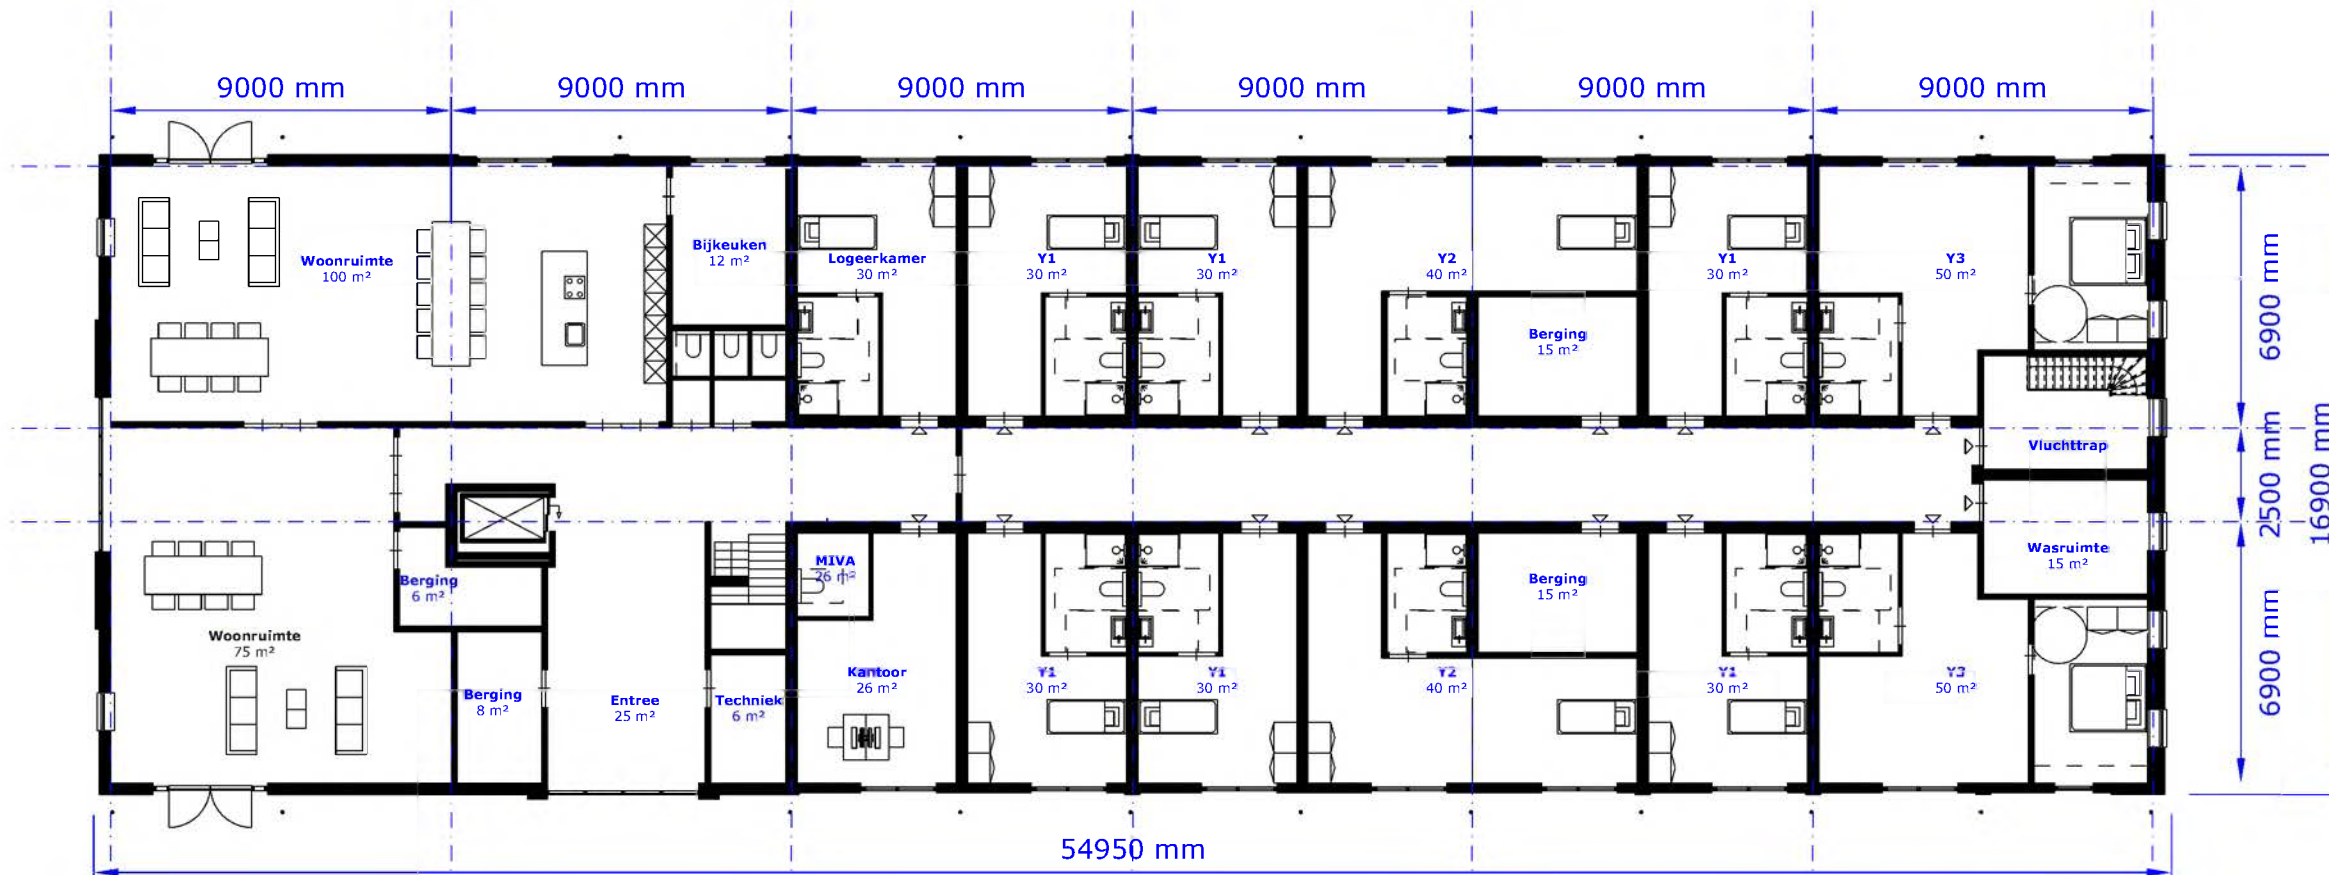 9000 mm 9000 mm 9000 mm 9000 mm 9000 mm 9000 mm
Woonruimte
100 m²
Bijkeuken
12 m²
Logeerkamer
30 m²
Y1
30 m²
Y1
30 m²
Y2
40 m²
Berging
15 m²
Y1
30 m²
Y3
50 m²
6900 mm
2500 mm
6900 mm
16900 mm
Vluchttrap
Wasruimte
15 m²
Berging
6 m²
Woonruimte
75 m²
Berging
8 m²
Entree
25 m²
Techniek
6 m²
MIVA
26 m²
Kantoor
26 m²
Y1
30 m²
Y1
30 m²
Y2
40 m²
Berging
15 m²
Y1
30 m²
Y3
50 m²
54950 mm